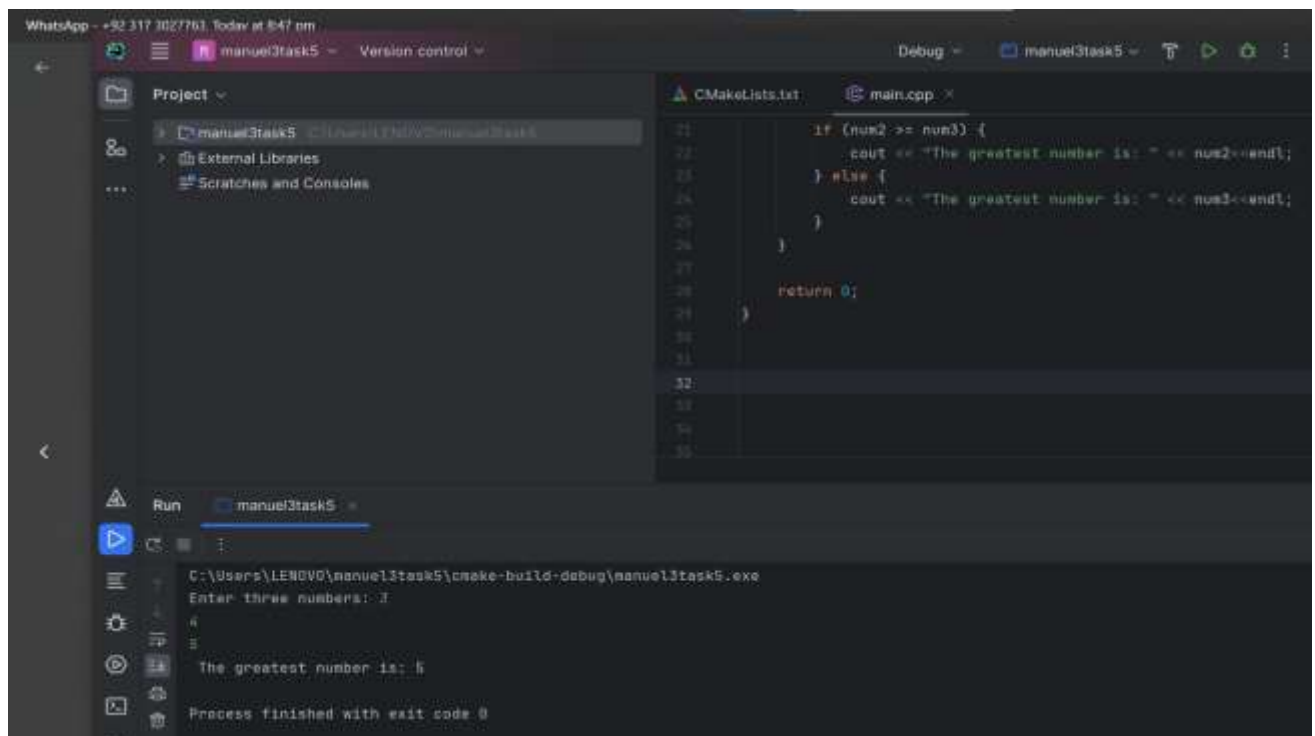 WhatsApp - +92 317 3027763, Today at 8:47 pm
manuel3task5 Version control Debug manuel3task5
Project
manuel3task5
External Libraries
Scratches and Consoles
CMakeLists.txt main.cpp
21 if (num2 >= num3) {
22 cout << "The greatest number is: " << num2<<endl;
23 } else {
24 cout << "The greatest number is: " << num3<<endl;
25 }
26 }
27
28 return 0;
29 }
30
31
32
33
34
35
Run manuel3task5
C:\Users\LENOVO\manuel3task5\cmake-build-debug\manuel3task5.exe
Enter three numbers: 3
4
5
The greatest number is: 5
Process finished with exit code 0